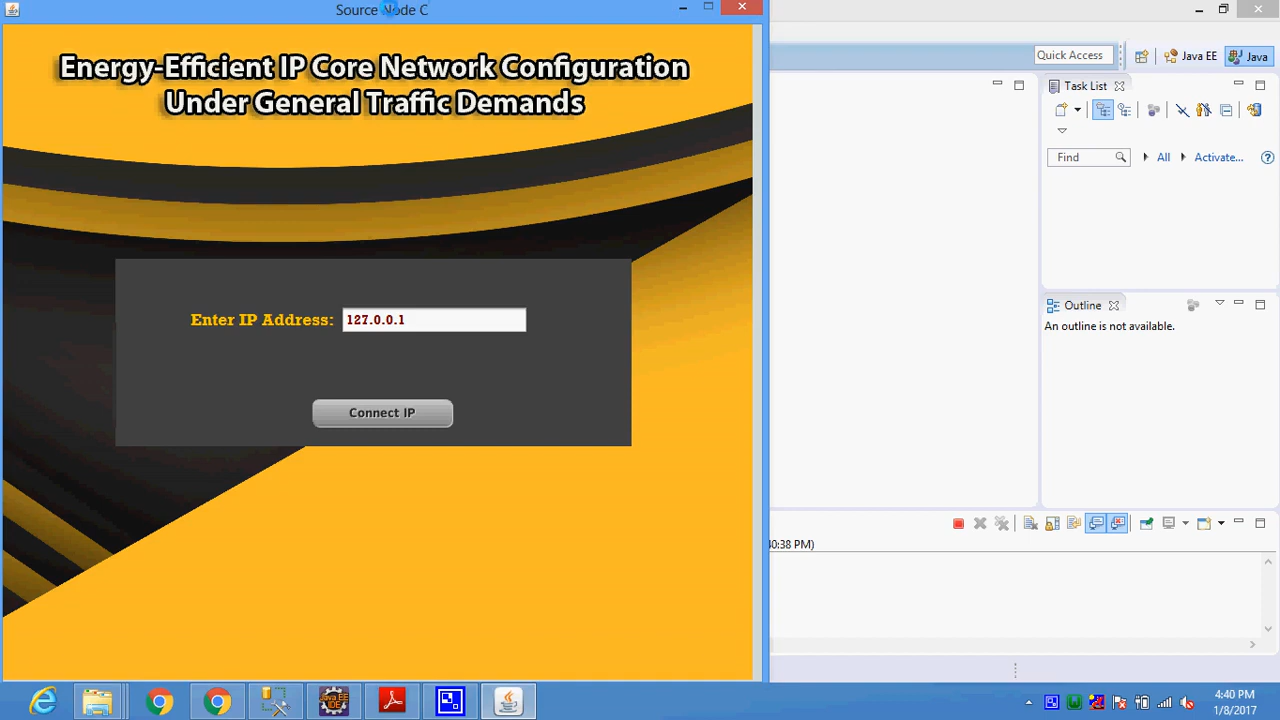 Source Node C
Energy-Efficient IP Core Network Configuration
Under General Traffic Demands
Enter IP Address:
127.0.0.1
Connect IP
Quick Access
Java EE
Java
Task List
Find
All
Activate...
Outline
An outline is not available.
40:38 PM)
4:40 PM
1/8/2017